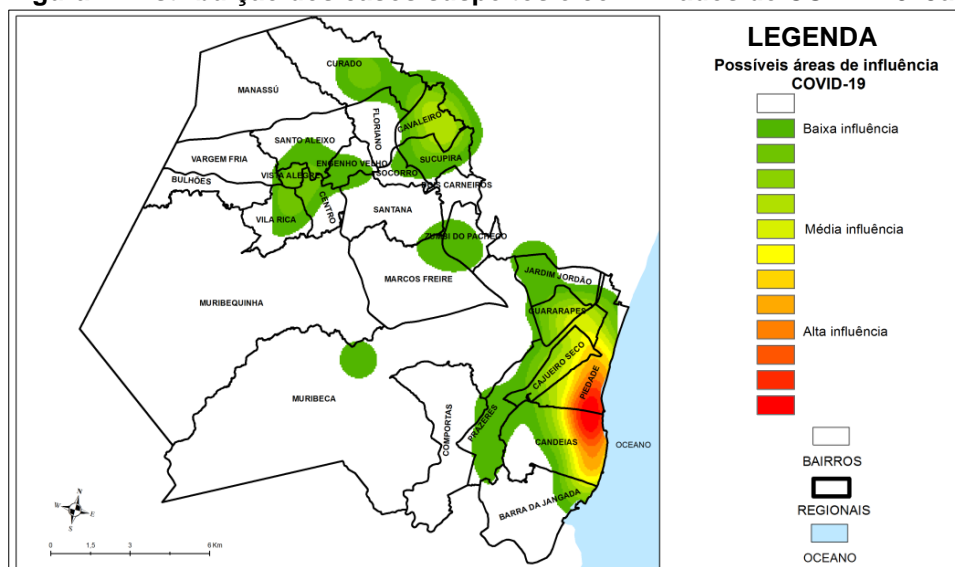 LEGENDA
Possíveis áreas de influência
COVID-19
Baixa influência
Média influência
Alta influência
BAIRROS
REGIONAIS
OCEANO
CURADO
MANASSÚ
FLORIANO
CAVALEIRO
SANTO ALEIXO
VARGEM FRIA
ENGENHO VELHO
SUCUPIRA
VISTA ALEGRE
SOCORRO
BULHÕES
CARNEIROS
CENTRO
SANTANA
VILA RICA
ZUMBI DO PACHECO
MARCOS FREIRE
JARDIM JORDÃO
MURIBEQUINHA
GUARARAPES
CAJUEIRO SECO
PIEDADE
MURIBECA
COMPORTAS
PRAZERES
CANDEIAS
OCEANO
BARRA DA JANGADA
N
W
E
S
0 1,5 3 6 Km